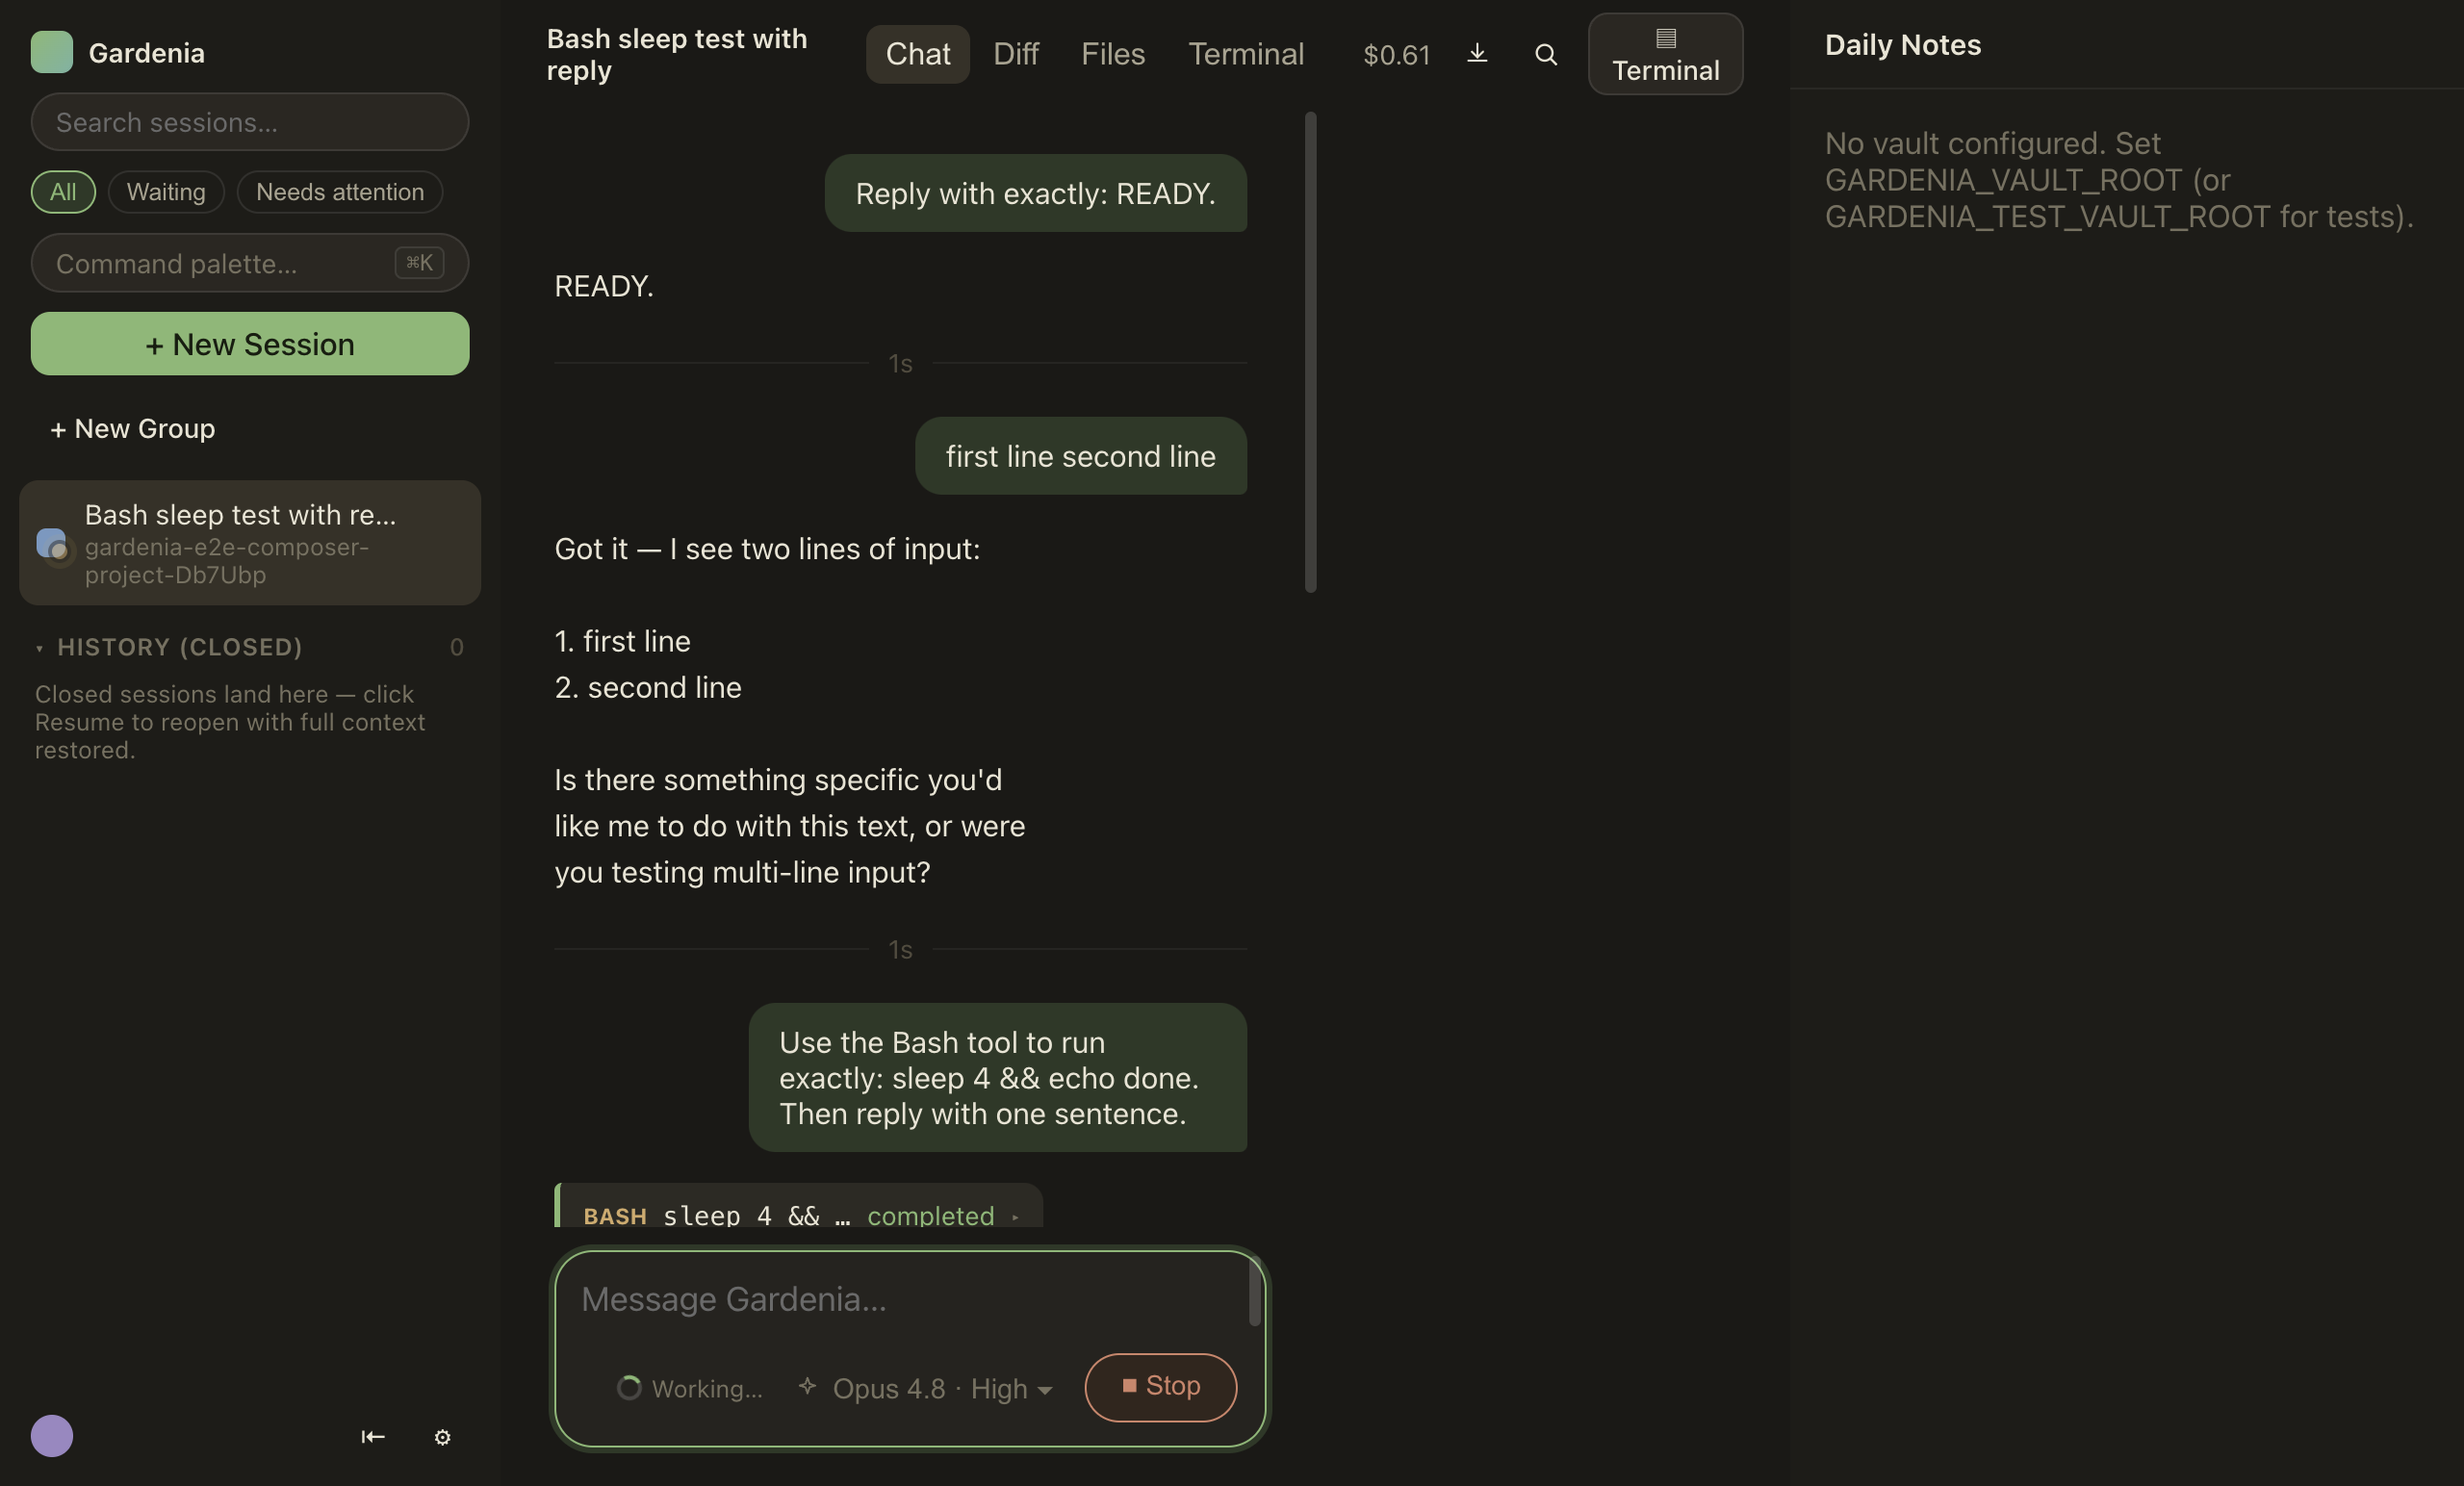 Gardenia
Search sessions...
All
Waiting
Needs attention
Command palette...
⌘K
+ New Session
+ New Group
Bash sleep test with re...
gardenia-e2e-composer-
project-Db7Ubp
HISTORY (CLOSED)
0
Closed sessions land here — click
Resume to reopen with full context
restored.
Bash sleep test with
reply
Chat
Diff
Files
Terminal
$0.61
Terminal
Reply with exactly: READY.
READY.
1s
first line second line
Got it — I see two lines of input:
1. first line
2. second line
Is there something specific you'd
like me to do with this text, or were
you testing multi-line input?
1s
Use the Bash tool to run
exactly: sleep 4 && echo done.
Then reply with one sentence.
BASH sleep 4 && … completed
Message Gardenia...
Working...
Opus 4.8 · High
Stop
Daily Notes
No vault configured. Set
GARDENIA_VAULT_ROOT (or
GARDENIA_TEST_VAULT_ROOT for tests).